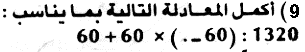 9) أكمل المعادلة التالية بما يناسب :
60 + 60 × (.. – 60) : 1320